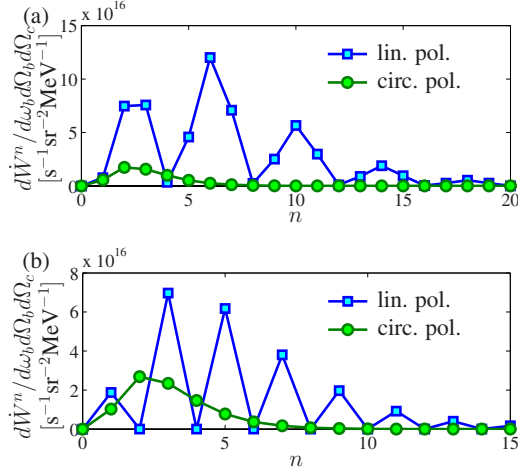 (a)
x 10^16
15
10
5
0
dẆ^n/dω_b dΩ_b dΩ_c
[s^−1 sr^−2 MeV^−1]
lin. pol.
circ. pol.
0 5 10 15 20
n
(b)
x 10^16
8
6
4
2
0
dẆ^n/dω_b dΩ_b dΩ_c
[s^−1 sr^−2 MeV^−1]
lin. pol.
circ. pol.
0 5 10 15
n